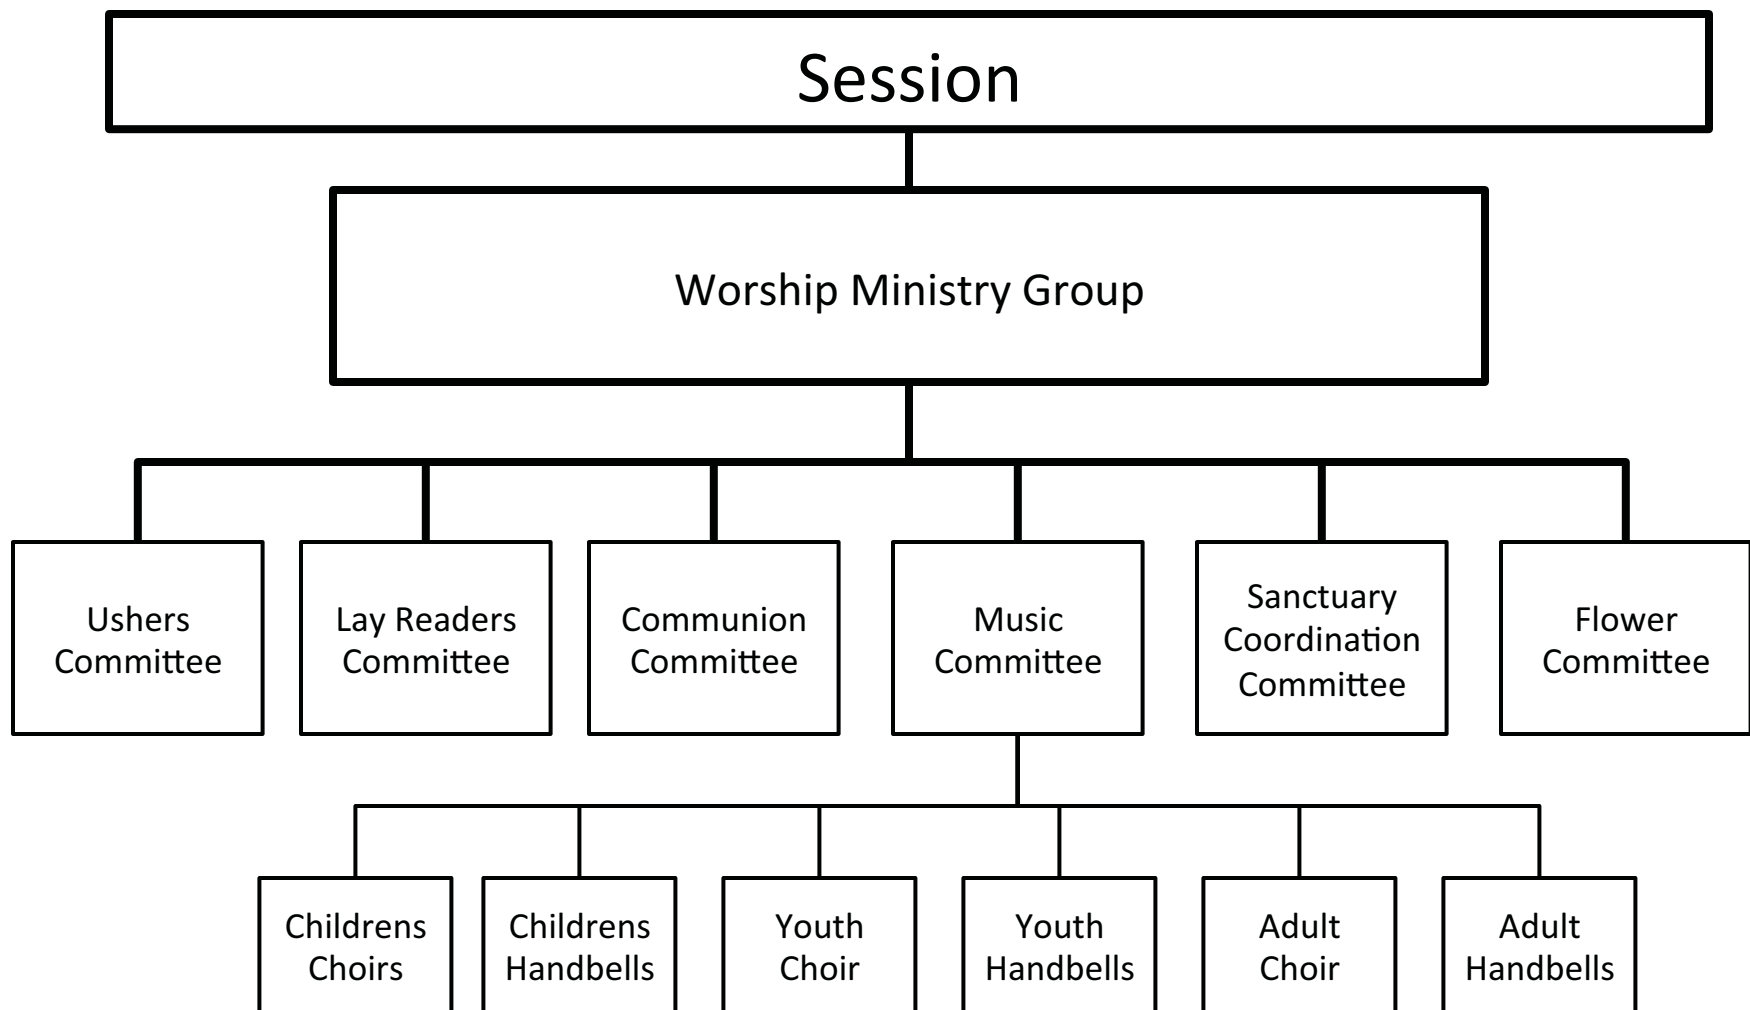 Session
Worship Ministry Group
Ushers
Committee
Lay Readers
Committee
Communion
Committee
Music
Committee
Sanctuary
Coordination
Committee
Flower
Committee
Childrens
Choirs
Childrens
Handbells
Youth
Choir
Youth
Handbells
Adult
Choir
Adult
Handbells